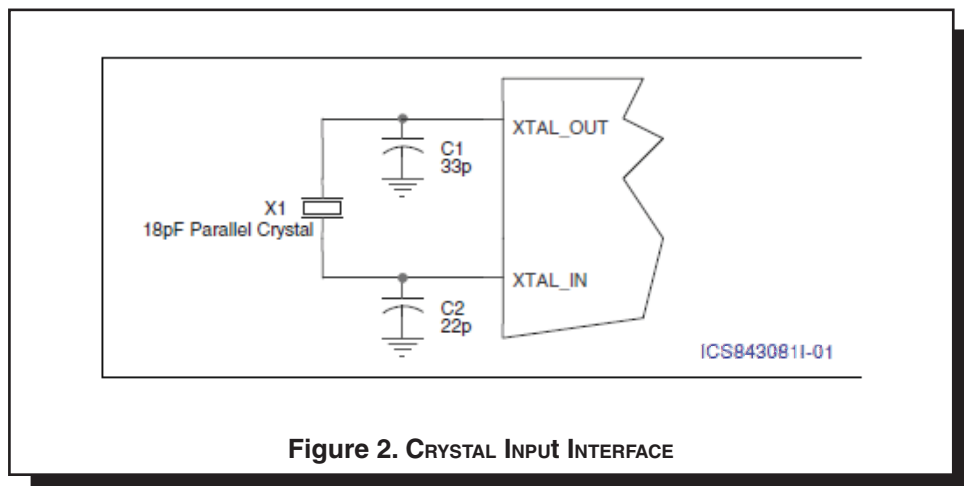 XTAL_OUT
C1
33p
X1
18pF Parallel Crystal
XTAL_IN
C2
22p
ICS843081I-01
Figure 2. CRYSTAL INPUt INTERFACE